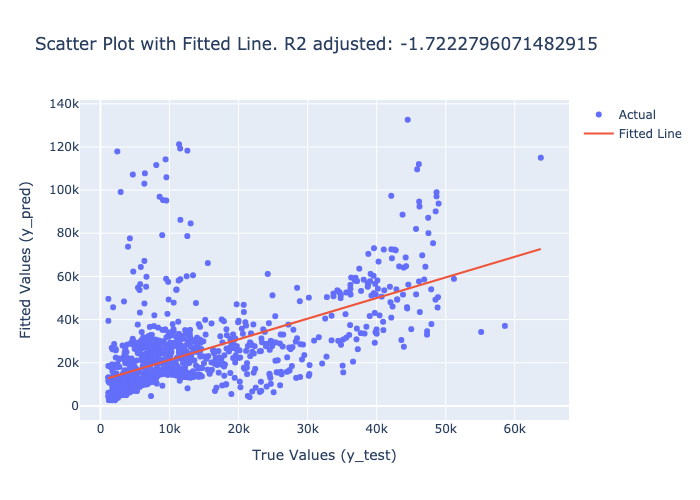 Scatter Plot with Fitted Line. R2 adjusted: -1.7222796071482915
Actual
Fitted Line
140k
120k
100k
80k
60k
40k
20k
0
0 10k 20k 30k 40k 50k 60k
Fitted Values (y_pred)
True Values (y_test)